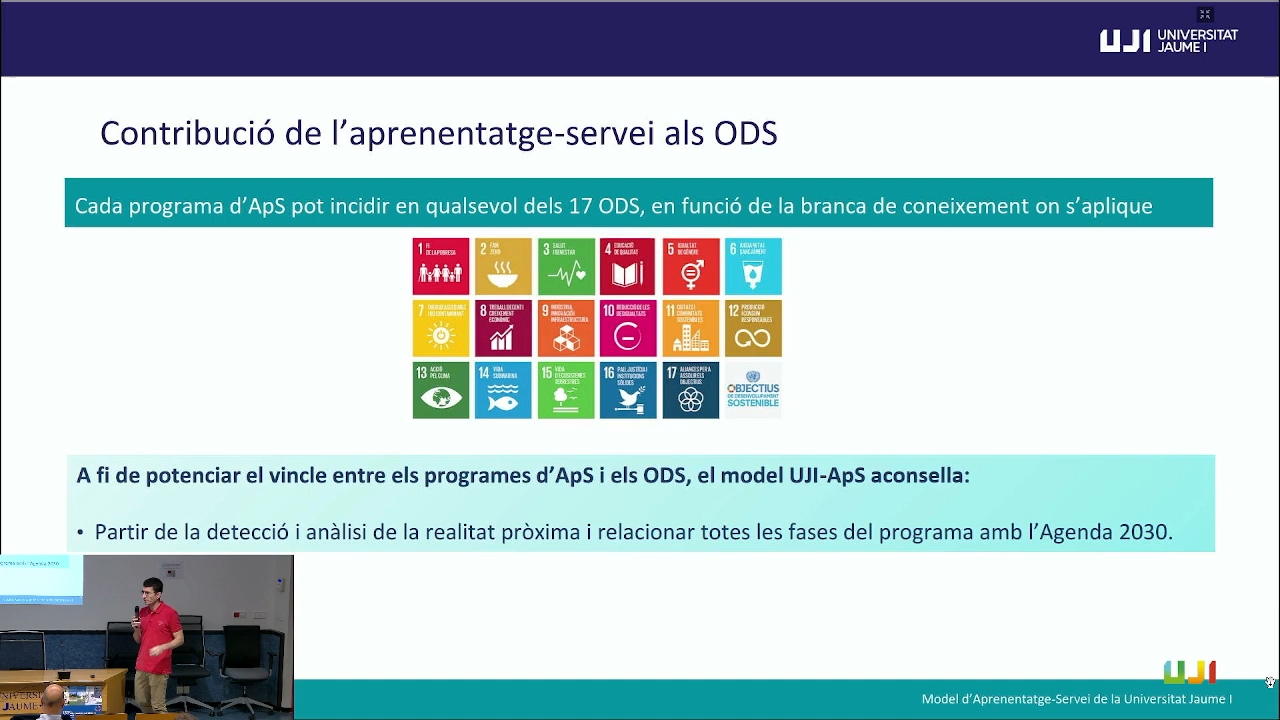 UJI UNIVERSITAT
JAUME I
Contribució de l’aprenentatge-servei als ODS
Cada programa d’ApS pot incidir en qualsevol dels 17 ODS, en funció de la branca de coneixement on s’aplique
1 FI
DE LA POBRESA
2 FAM
ZERO
3 SALUT
I BENESTAR
4 EDUCACIÓ
DE QUALITAT
5 IGUALTAT
DE GÈNERE
6
SANEJAMENT
7
8 TREBALL DECENT I
CREIXEMENT
ECONÒMIC
9 INDÚSTRIA,
INNOVACIÓN
INFRAESTRUCTURA
10 REDUCCIÓ DE LES
DESIGUALTATS
11 CIUTATS I
COMUNITATS
SOSTENIBLES
12 PRODUCCIÓ
I CONSUM
RESPONSABLES
13 ACCIÓ
PEL CLIMA
14 VIDA
SUBMARINA
15 VIDA
D'ECOSISTEMES
TERRESTRES
16 PAU, JUSTÍCIA I
INSTITUCIONS
SÒLIDES
17 ALIANCES PER A
ASSOLIR ELS
OBJECTIUS
OBJECTIUS
DE DESENVOLUPAMENT
SOSTENIBLE
A fi de potenciar el vincle entre els programes d’ApS i els ODS, el model UJI-ApS aconsella:
• Partir de la detecció i anàlisi de la realitat pròxima i relacionar totes les fases del programa amb l’Agenda 2030.
UJI
Model d’Aprenentatge-Servei de la Universitat Jaume I